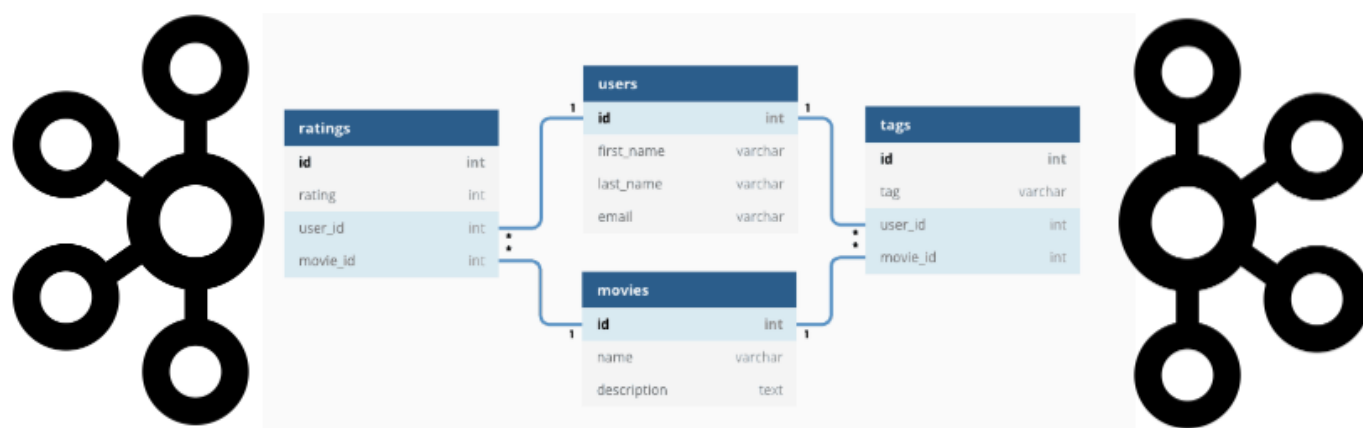 ratings
id int
rating int
user_id int
movie_id int
*
*
1
users
id int
first_name varchar
last_name varchar
email varchar
1
1
movies
id int
name varchar
description text
1
tags
id int
tag varchar
user_id int
movie_id int
*
*